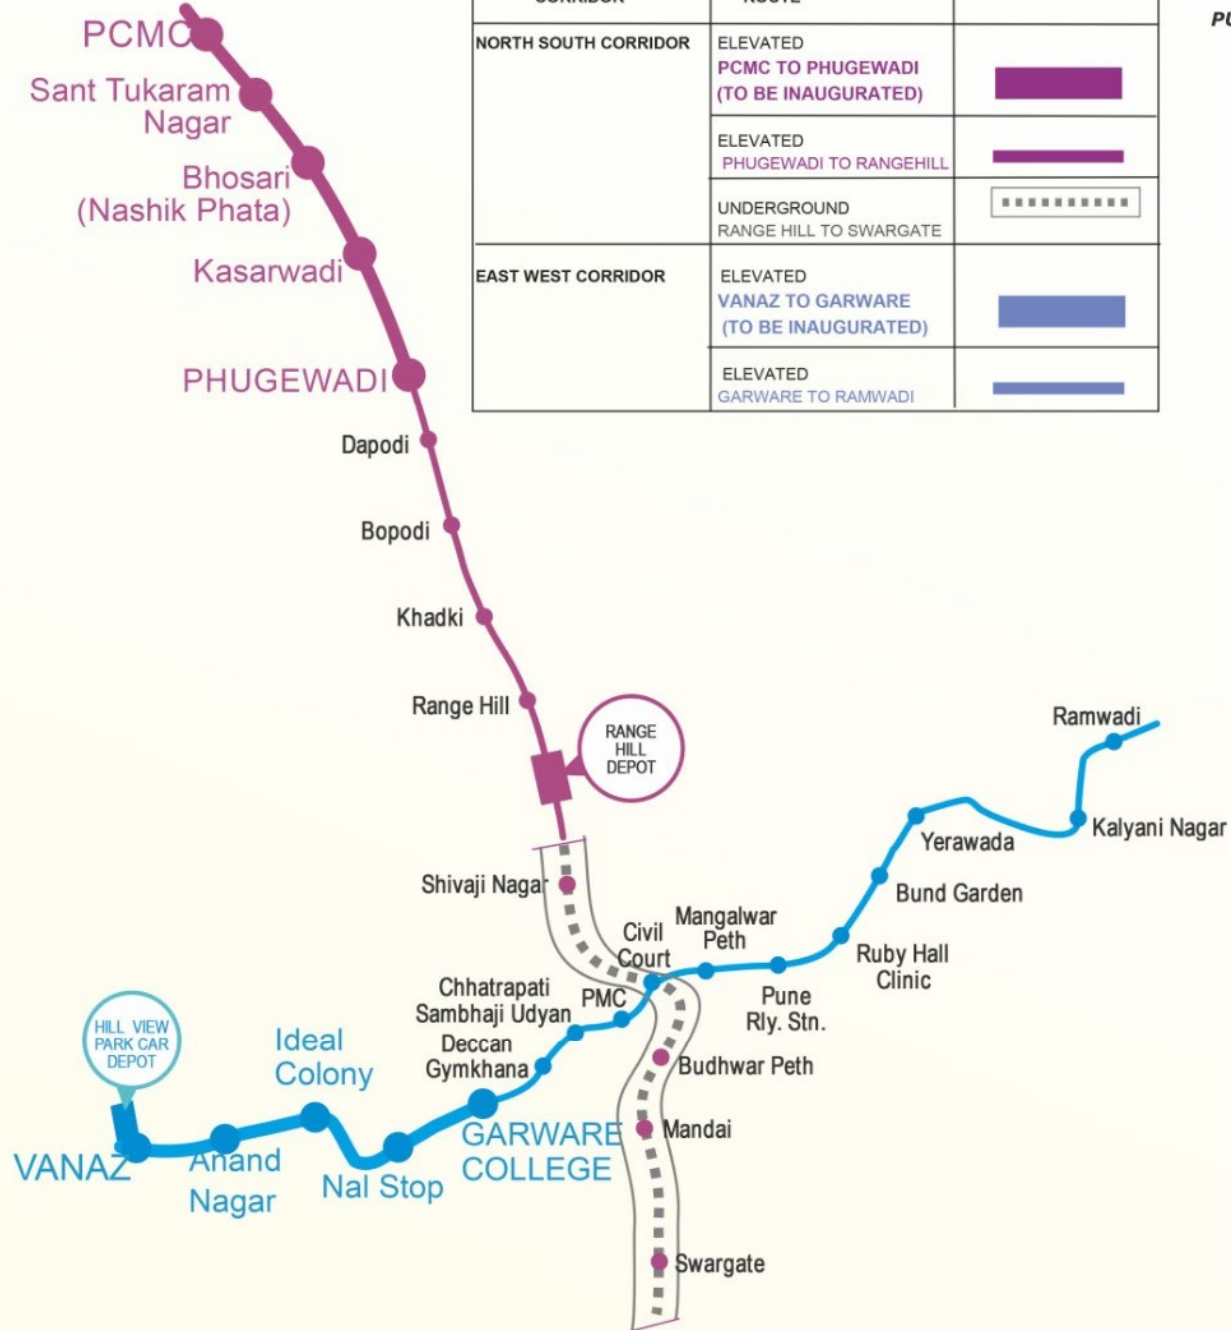 CORRIDOR
ROUTE
NORTH SOUTH CORRIDOR
ELEVATED
PCMC TO PHUGEWADI
(TO BE INAUGURATED)
ELEVATED
PHUGEWADI TO RANGEHILL
UNDERGROUND
RANGE HILL TO SWARGATE
EAST WEST CORRIDOR
ELEVATED
VANAZ TO GARWARE
(TO BE INAUGURATED)
ELEVATED
GARWARE TO RAMWADI
PCMC
Sant Tukaram
Nagar
Bhosari
(Nashik Phata)
Kasarwadi
PHUGEWADI
Dapodi
Bopodi
Khadki
Range Hill
RANGE
HILL
DEPOT
Ramwadi
Kalyani Nagar
Yerawada
Bund Garden
Shivaji Nagar
Mangalwar
Peth
Civil
Court
Ruby Hall
Clinic
Chhatrapati
Sambhaji Udyan
PMC
Pune
Rly. Stn.
Deccan
Gymkhana
Budhwar Peth
HILL VIEW
PARK CAR
DEPOT
Ideal
Colony
Mandai
GARWARE
COLLEGE
VANAZ
Anand
Nagar
Nal Stop
Swargate